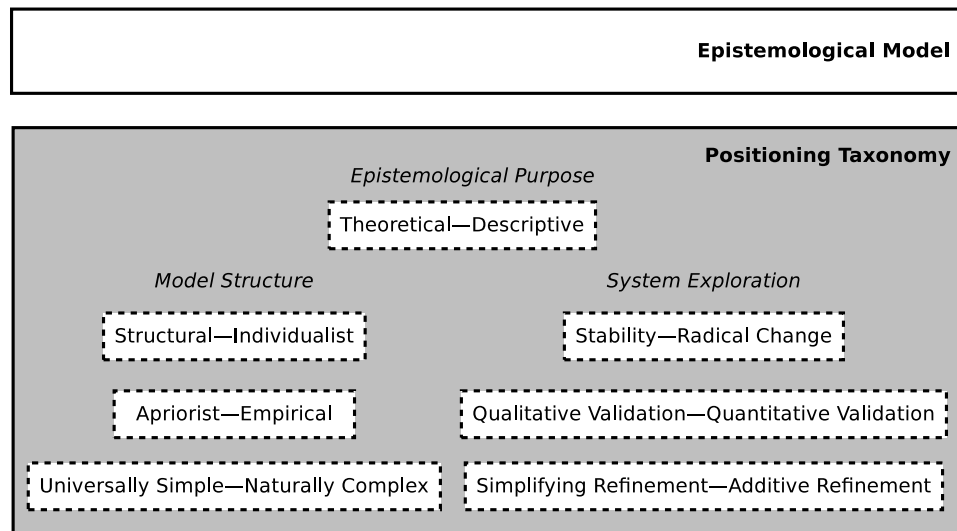 Epistemological Model
Positioning Taxonomy
Epistemological Purpose
Theoretical—Descriptive
Model Structure
System Exploration
Structural—Individualist
Stability—Radical Change
Apriorist—Empirical
Qualitative Validation—Quantitative Validation
Universally Simple—Naturally Complex
Simplifying Refinement—Additive Refinement